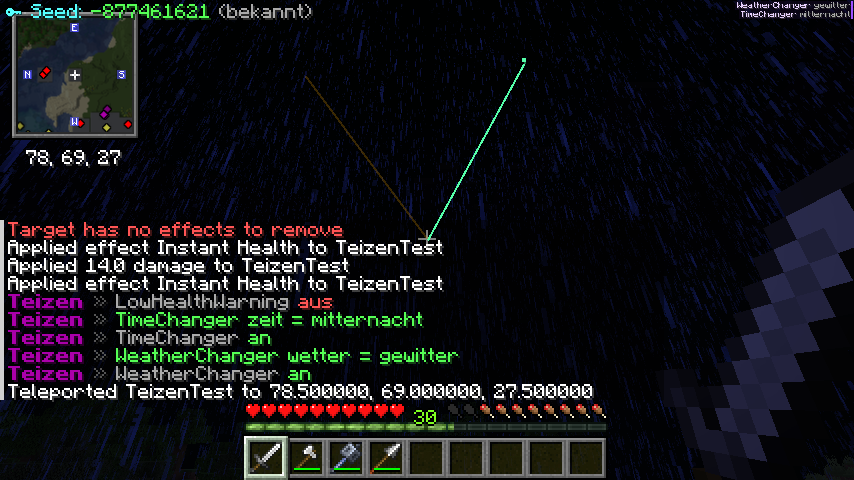 Seed: -877461621 (bekannt)
WeatherChanger gewitter
TimeChanger mitternacht
E
N
S
W
78, 69, 27
Target has no effects to remove
Applied effect Instant Health to TeizenTest
Applied 14.0 damage to TeizenTest
Applied effect Instant Health to TeizenTest
Teizen » LowHealthWarning aus
Teizen » TimeChanger zeit = mitternacht
Teizen » TimeChanger an
Teizen » WeatherChanger wetter = gewitter
Teizen » WeatherChanger an
Teleported TeizenTest to 78.500000, 69.000000, 27.500000
30